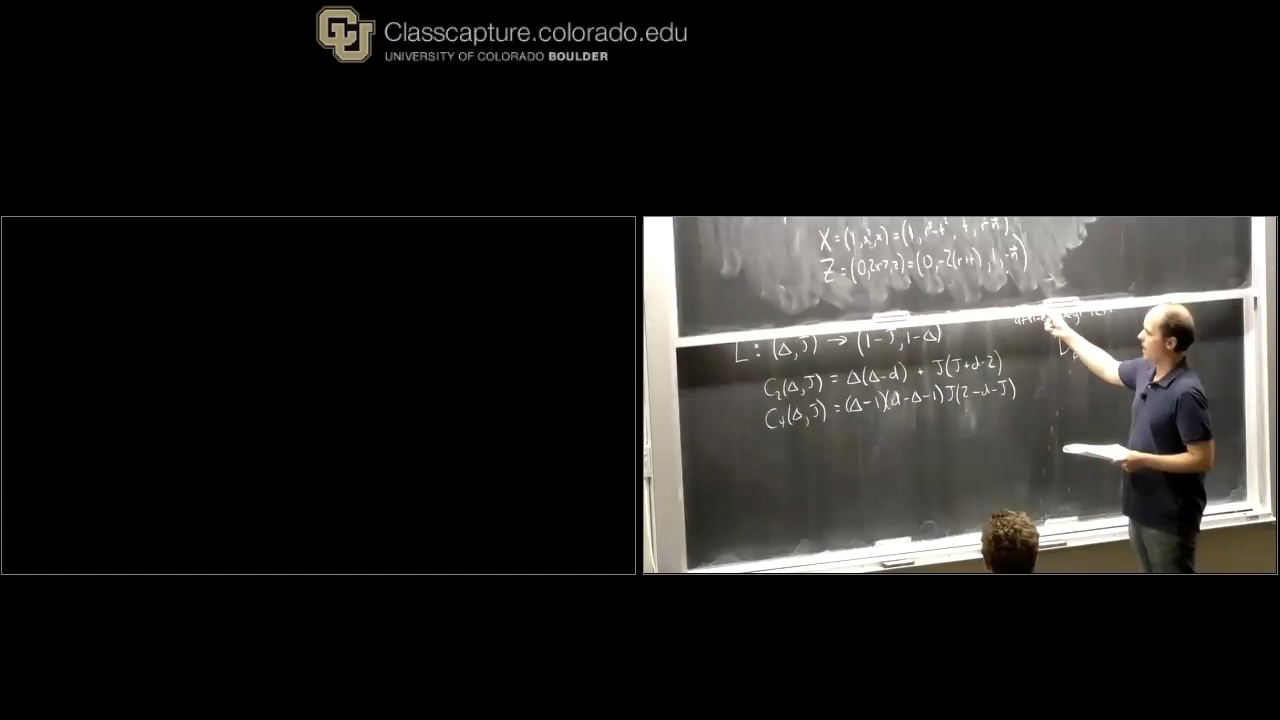 Classcapture.colorado.edu
UNIVERSITY OF COLORADO BOULDER
X = (1, x², x) = (1, r²-t², t, rn⃗)
Z = (0, 2x·z, z) = (0, -2(r+t), 1, -n⃗)
L : (Δ, J) → (1-J, 1-Δ)
C₂(Δ, J) = Δ(Δ-d) + J(J+d-2)
C₄(Δ, J) = (Δ-1)(d-Δ-1)J(2-d-J)